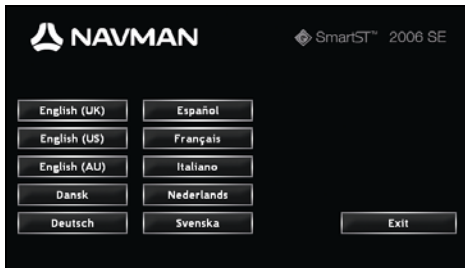 NAVMAN
SmartST™ 2006 SE
English (UK)
Español
English (US)
Français
English (AU)
Italiano
Dansk
Nederlands
Deutsch
Svenska
Exit